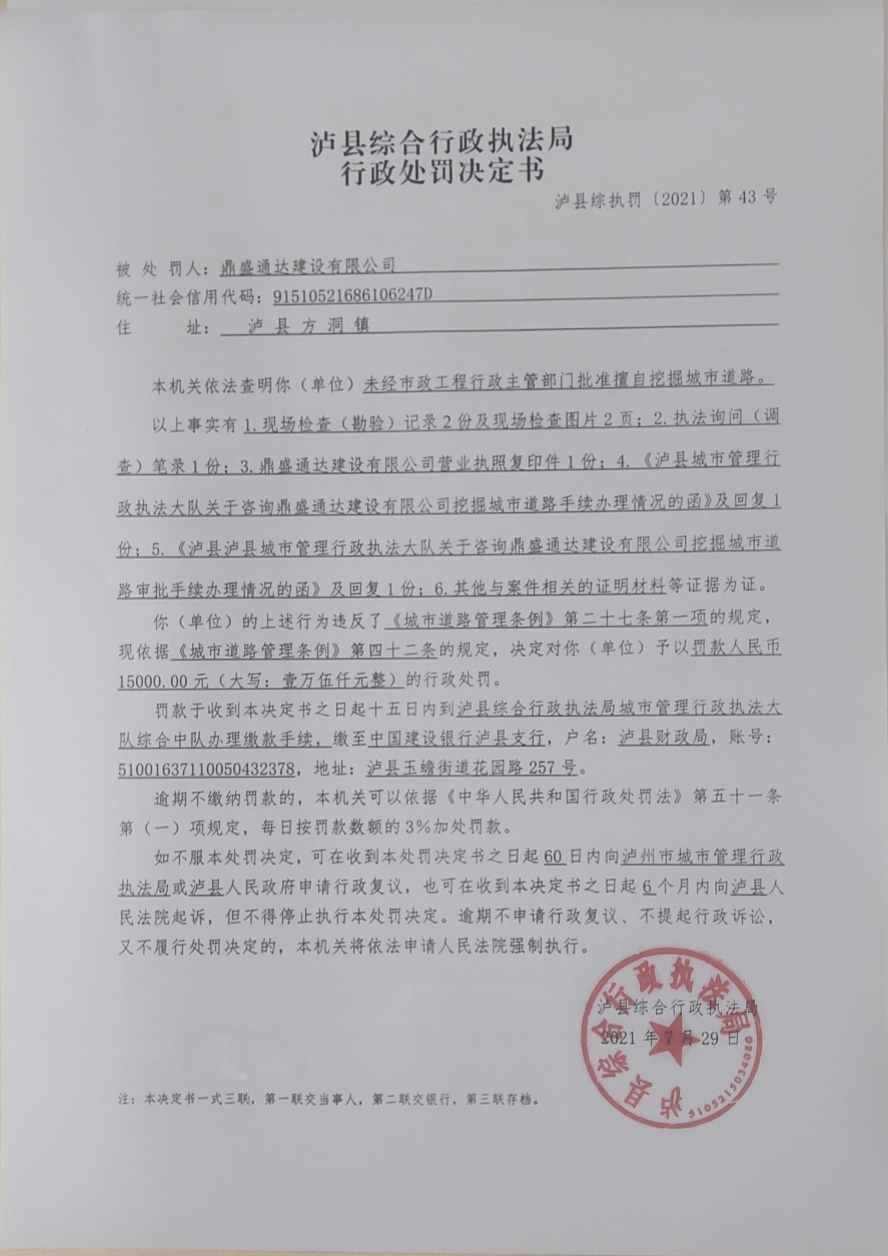 泸县综合行政执法局
行政处罚决定书
泸县综执罚〔2021〕第 43 号
被 处 罚人：鼎盛通达建设有限公司
统一社会信用代码：91510521686106247D
住 址： 泸 县 方 洞 镇
本机关依法查明你（单位）未经市政工程行政主管部门批准擅自挖掘城市道路。
以上事实有 1.现场检查（勘验）记录 2 份及现场检查图片 2 页；2.执法询问（调
查）笔录 1 份；3.鼎盛通达建设有限公司营业执照复印件 1 份；4.《泸县城市管理行
政执法大队关于咨询鼎盛通达建设有限公司挖掘城市道路手续办理情况的函》及回复 1
份；5.《泸县泸县城市管理行政执法大队关于咨询鼎盛通达建设有限公司挖掘城市道
路审批手续办理情况的函》及回复 1 份；6.其他与案件相关的证明材料等证据为证。
你（单位）的上述行为违反了《城市道路管理条例》第二十七条第一项的规定，
现依据《城市道路管理条例》第四十二条的规定，决定对你（单位）予以罚款人民币
15000.00 元（大写：壹万伍仟元整）的行政处罚。
罚款于收到本决定书之日起十五日内到泸县综合行政执法局城市管理行政执法大
队综合中队办理缴款手续，缴至中国建设银行泸县支行，户名：泸县财政局，账号：
51001637110050432378，地址：泸县玉蟾街道花园路 257 号。
逾期不缴纳罚款的，本机关可以依据《中华人民共和国行政处罚法》第五十一条
第（一）项规定，每日按罚款数额的 3%加处罚款。
如不服本处罚决定，可在收到本处罚决定书之日起 60 日内向泸州市城市管理行政
执法局或泸县人民政府申请行政复议，也可在收到本决定书之日起 6 个月内向泸县人
民法院起诉，但不得停止执行本处罚决定。逾期不申请行政复议、不提起行政诉讼，
又不履行处罚决定的，本机关将依法申请人民法院强制执行。
泸县综合行政执法局
2021 年 7 月 29 日
泸县综合行政执法局
5105215034080
注：本决定书一式三联，第一联交当事人，第二联交银行，第三联存档。